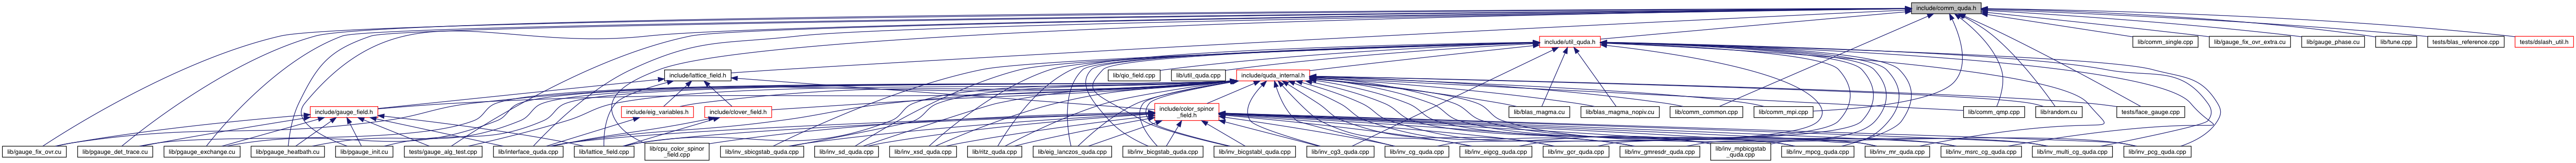 include/comm_quda.h
include/util_quda.h
lib/comm_single.cpp
lib/gauge_fix_ovr_extra.cu
lib/gauge_phase.cu
lib/tune.cpp
tests/blas_reference.cpp
tests/dslash_util.h
include/lattice_field.h
lib/qio_field.cpp
lib/util_quda.cpp
include/quda_internal.h
include/gauge_field.h
include/eig_variables.h
include/clover_field.h
include/color_spinor
_field.h
lib/blas_magma.cu
lib/blas_magma_nopiv.cu
lib/comm_common.cpp
lib/comm_mpi.cpp
lib/comm_qmp.cpp
lib/random.cu
tests/face_gauge.cpp
lib/gauge_fix_ovr.cu
lib/pgauge_det_trace.cu
lib/pgauge_exchange.cu
lib/pgauge_heatbath.cu
lib/pgauge_init.cu
tests/gauge_alg_test.cpp
lib/interface_quda.cpp
lib/lattice_field.cpp
lib/cpu_color_spinor
_field.cpp
lib/inv_sbicgstab_quda.cpp
lib/inv_sd_quda.cpp
lib/inv_xsd_quda.cpp
lib/ritz_quda.cpp
lib/eig_lanczos_quda.cpp
lib/inv_bicgstab_quda.cpp
lib/inv_bicgstabl_quda.cpp
lib/inv_cg3_quda.cpp
lib/inv_cg_quda.cpp
lib/inv_eigcg_quda.cpp
lib/inv_gcr_quda.cpp
lib/inv_gmresdr_quda.cpp
lib/inv_mpbicgstab
_quda.cpp
lib/inv_mpcg_quda.cpp
lib/inv_mr_quda.cpp
lib/inv_msrc_cg_quda.cpp
lib/inv_multi_cg_quda.cpp
lib/inv_pcg_quda.cpp